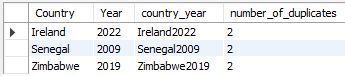 Country Year country_year number_of_duplicates
Ireland 2022 Ireland2022 2
Senegal 2009 Senegal2009 2
Zimbabwe 2019 Zimbabwe2019 2